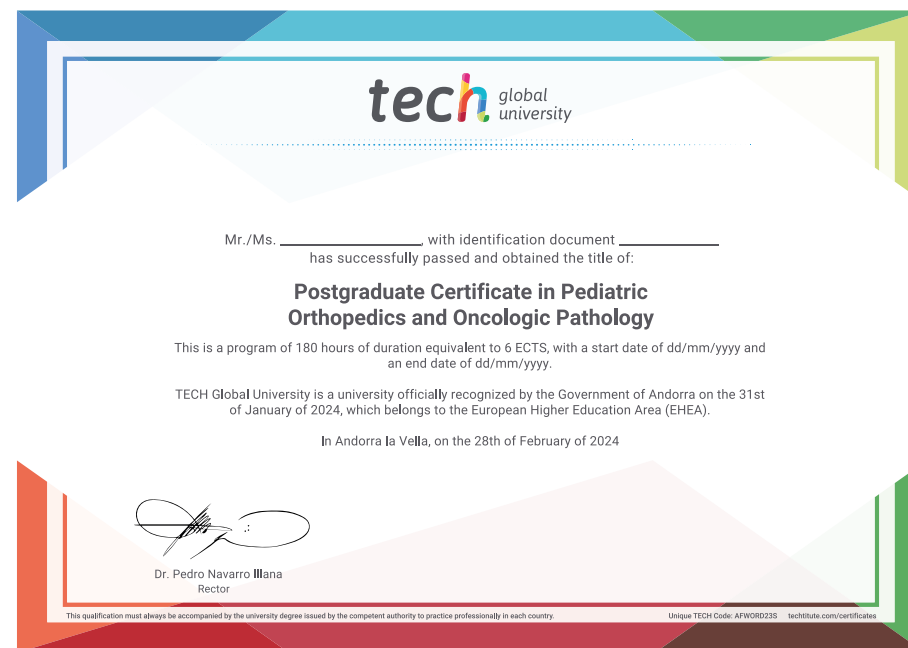 tech global university
Mr./Ms. ____________, with identification document ____________
has successfully passed and obtained the title of:
Postgraduate Certificate in Pediatric
Orthopedics and Oncologic Pathology
This is a program of 180 hours of duration equivalent to 6 ECTS, with a start date of dd/mm/yyyy and
an end date of dd/mm/yyyy.
TECH Global University is a university officially recognized by the Government of Andorra on the 31st
of January of 2024, which belongs to the European Higher Education Area (EHEA).
In Andorra la Vella, on the 28th of February of 2024
Dr. Pedro Navarro Illana
Rector
This qualification must always be accompanied by the university degree issued by the competent authority to practice professionally in each country.
Unique TECH Code: AFWORD23S techtitute.com/certificates